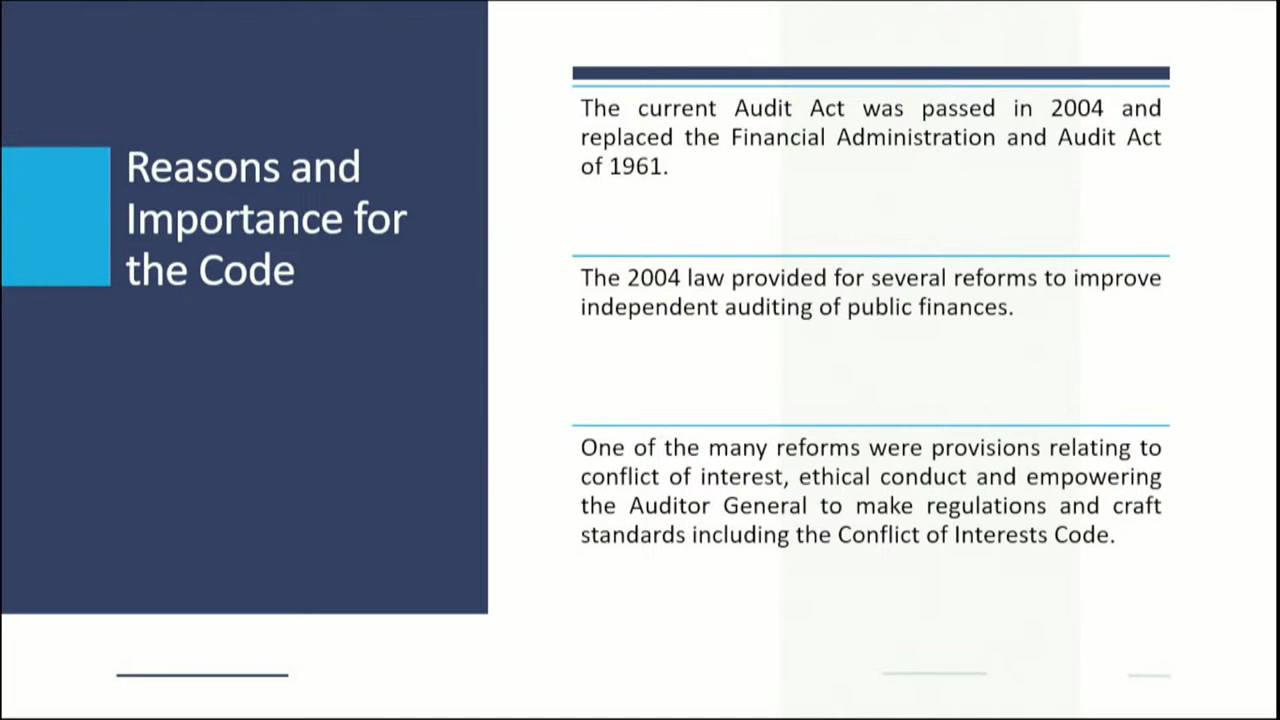 Reasons and
Importance for
the Code
The current Audit Act was passed in 2004 and
replaced the Financial Administration and Audit Act
of 1961.
The 2004 law provided for several reforms to improve
independent auditing of public finances.
One of the many reforms were provisions relating to
conflict of interest, ethical conduct and empowering
the Auditor General to make regulations and craft
standards including the Conflict of Interests Code.